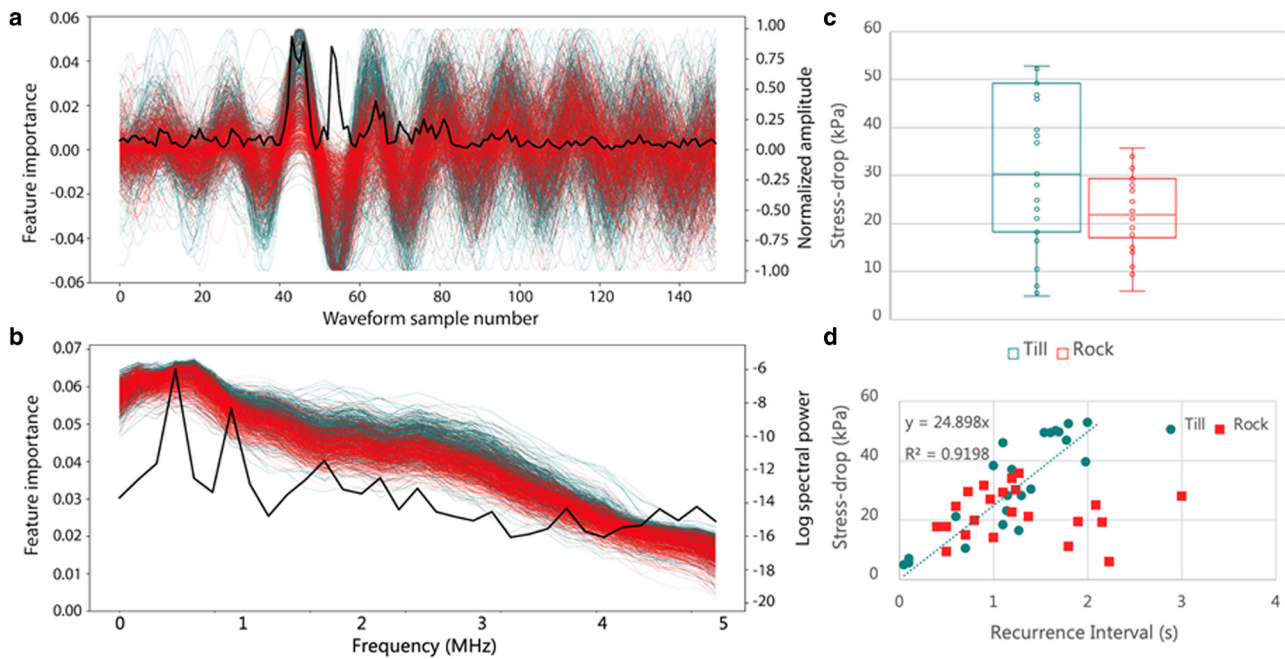 a
0.06
0.04
0.02
0.00
-0.02
-0.04
-0.06
Feature importance
1.00
0.75
0.50
0.25
0.00
-0.25
-0.50
-0.75
-1.00
Normalized amplitude
0 20 40 60 80 100 120 140
Waveform sample number
b
0.07
0.06
0.05
0.04
0.03
0.02
0.01
0.00
Feature importance
-6
-8
-10
-12
-14
-16
-18
-20
Log spectral power
0 1 2 3 4 5
Frequency (MHz)
c
60
50
40
30
20
10
0
Stress-drop (kPa)
Till Rock
d
60
40
20
0
Stress-drop (kPa)
y = 24.898x
R² = 0.9198
Till Rock
0 1 2 3 4
Recurrence Interval (s)